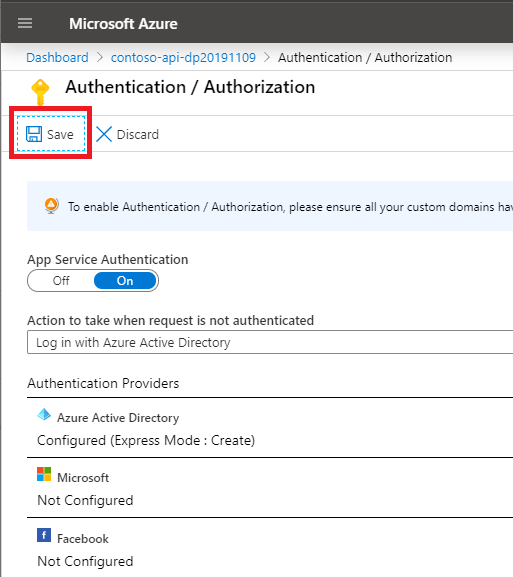 Microsoft Azure
Dashboard > contoso-api-dp20191109 > Authentication / Authorization
Authentication / Authorization
Save Discard
To enable Authentication / Authorization, please ensure all your custom domains hav
App Service Authentication
Off On
Action to take when request is not authenticated
Log in with Azure Active Directory
Authentication Providers
Azure Active Directory
Configured (Express Mode : Create)
Microsoft
Not Configured
Facebook
Not Configured